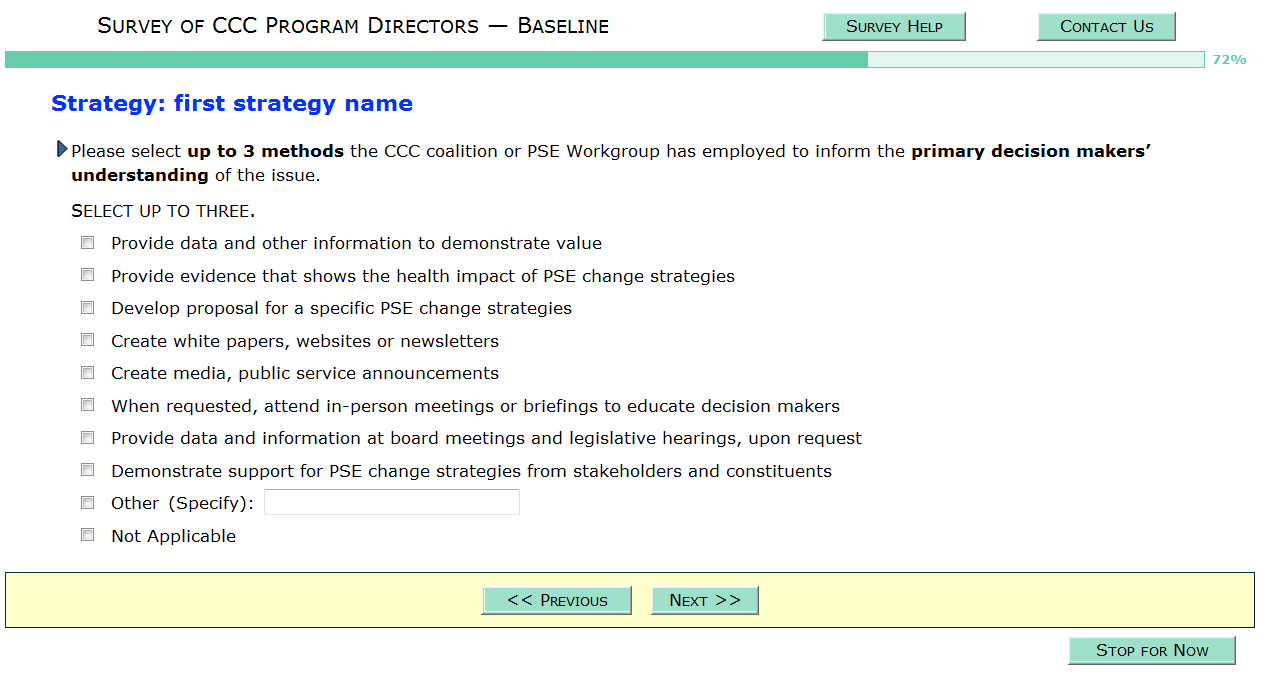 SURVEY OF CCC PROGRAM DIRECTORS — BASELINE
SURVEY HELP
CONTACT US
72%
Strategy: first strategy name
Please select up to 3 methods the CCC coalition or PSE Workgroup has employed to inform the primary decision makers’
understanding of the issue.
SELECT UP TO THREE.
Provide data and other information to demonstrate value
Provide evidence that shows the health impact of PSE change strategies
Develop proposal for a specific PSE change strategies
Create white papers, websites or newsletters
Create media, public service announcements
When requested, attend in-person meetings or briefings to educate decision makers
Provide data and information at board meetings and legislative hearings, upon request
Demonstrate support for PSE change strategies from stakeholders and constituents
Other (Specify):
Not Applicable
<< PREVIOUS
NEXT >>
STOP FOR NOW